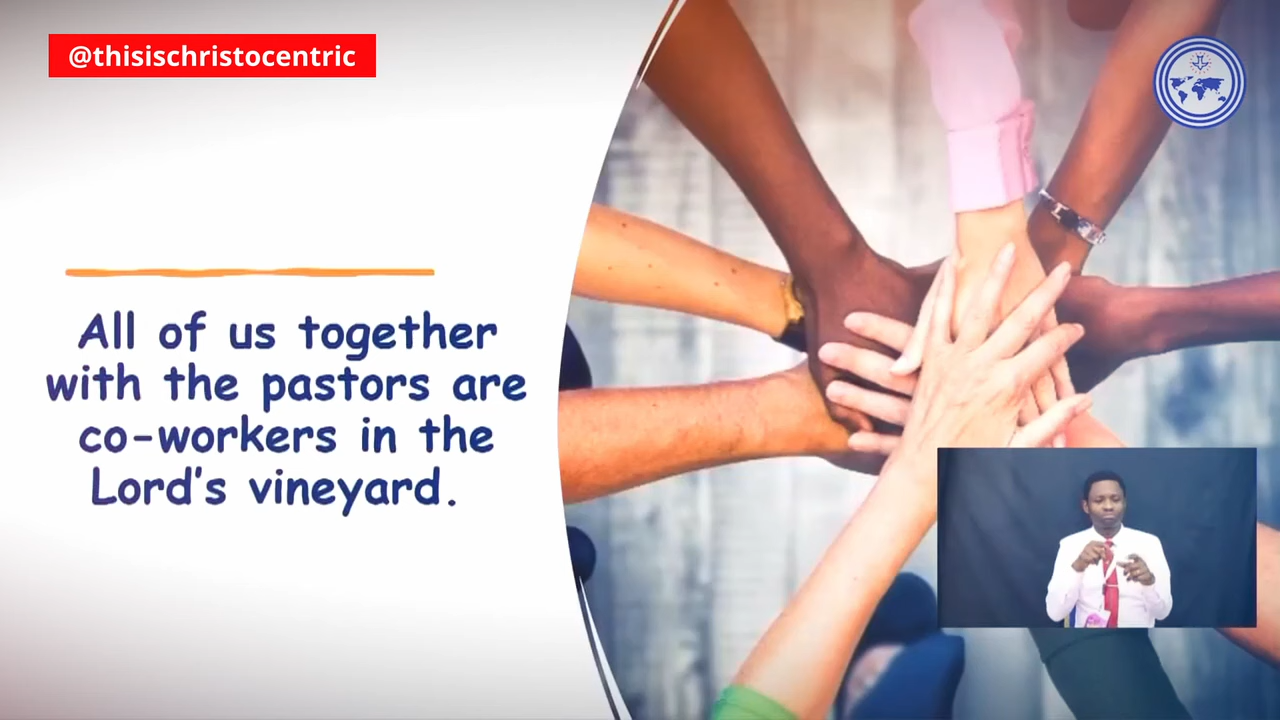 @thisischristocentric
All of us together
with the pastors are
co-workers in the
Lord's vineyard.